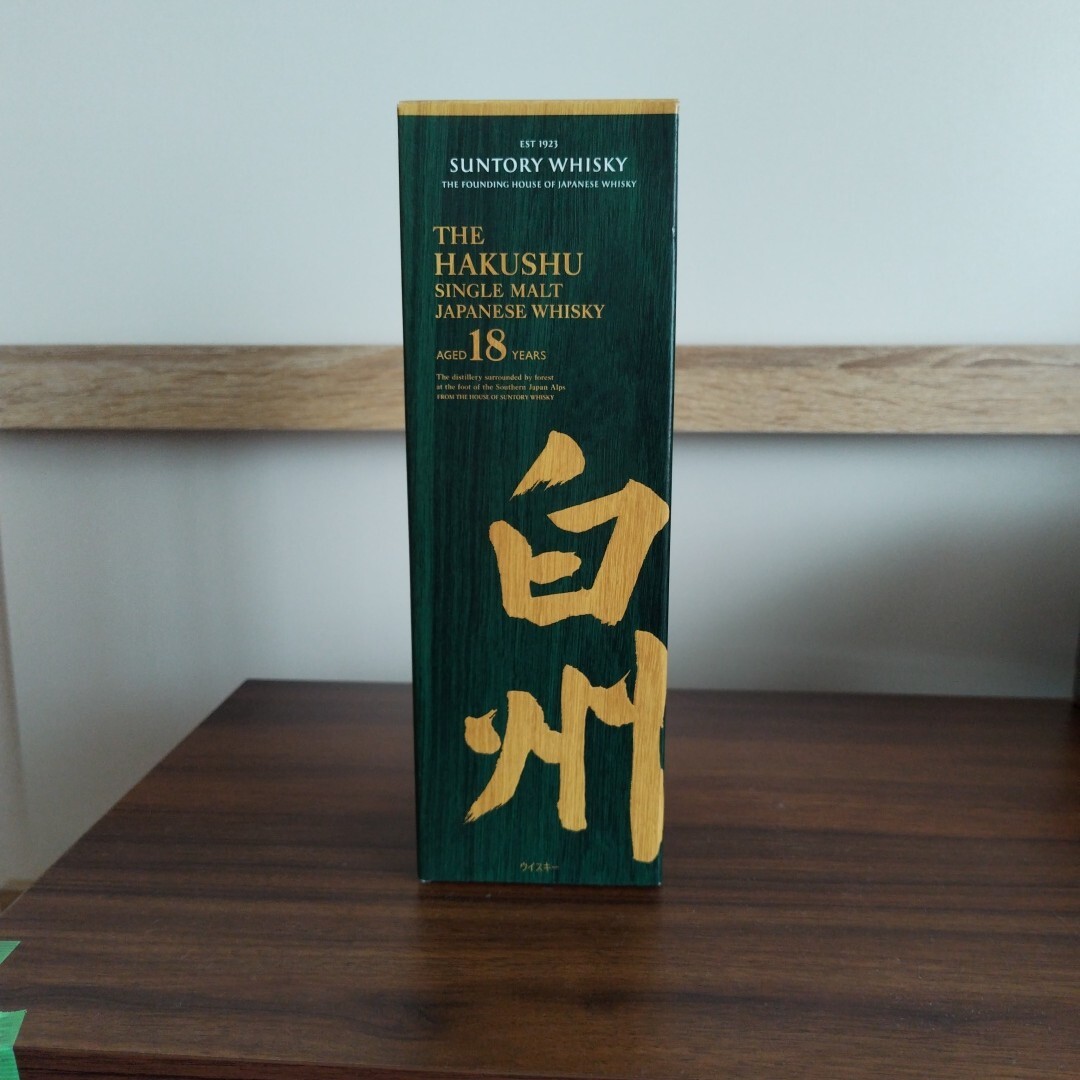 EST 1923
SUNTORY WHISKY
THE FOUNDING HOUSE OF JAPANESE WHISKY
THE
HAKUSHU
SINGLE MALT
JAPANESE WHISKY
AGED 18 YEARS
The distillery surrounded by forest
at the foot of the Southern Japan Alps
FROM THE HOUSE OF SUNTORY WHISKY
白州
ウイスキー